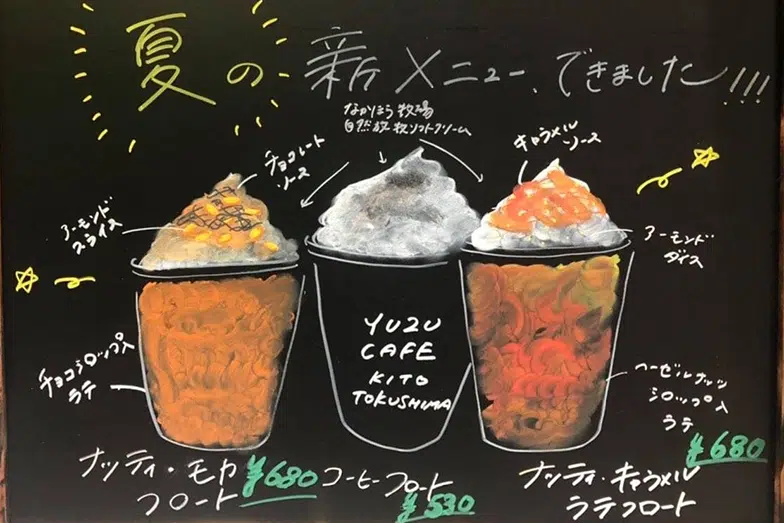 夏の新メニュー、できました!!!
なかほら牧場
自然放牧ソフトクリーム
チョコレート
ソース
キャラメル
ソース
アーモンド
スライス
アーモンド
ダイス
YUZU
CAFE
KITO
TOKUSHIMA
チョコシロップ入
ラテ
ヘーゼルナッツ
シロップ入
ラテ
ナッティ・モカ
フロート
¥680
コーヒーフロート
¥530
ナッティ・キャラメル
ラテフロート
¥680